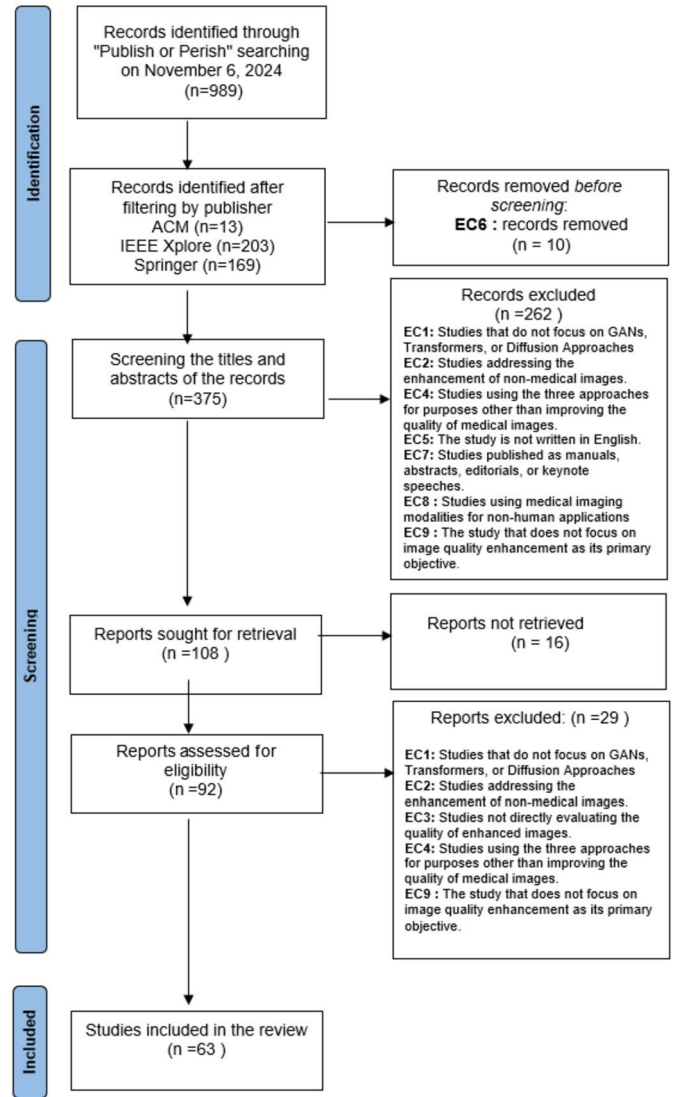 Identification
Records identified through
"Publish or Perish" searching
on November 6, 2024
(n=989)
Records identified after
filtering by publisher
ACM (n=13)
IEEE Xplore (n=203)
Springer (n=169)
Records removed before
screening:
EC6 : records removed
(n = 10)
Screening
Screening the titles and
abstracts of the records
(n=375)
Records excluded
(n =262 )
EC1: Studies that do not focus on GANs,
Transformers, or Diffusion Approaches
EC2: Studies addressing the
enhancement of non-medical images.
EC4: Studies using the three approaches
for purposes other than improving the
quality of medical images.
EC5: The study is not written in English.
EC7: Studies published as manuals,
abstracts, editorials, or keynote
speeches.
EC8 : Studies using medical imaging
modalities for non-human applications
EC9 : The study that does not focus on
image quality enhancement as its primary
objective.
Reports sought for retrieval
(n =108 )
Reports not retrieved
(n = 16)
Reports assessed for
eligibility
(n =92)
Reports excluded: (n =29 )
EC1: Studies that do not focus on GANs,
Transformers, or Diffusion Approaches
EC2: Studies addressing the
enhancement of non-medical images.
EC3: Studies not directly evaluating the
quality of enhanced images.
EC4: Studies using the three approaches
for purposes other than improving the
quality of medical images.
EC9 : The study that does not focus on
image quality enhancement as its primary
objective.
Included
Studies included in the review
(n =63 )